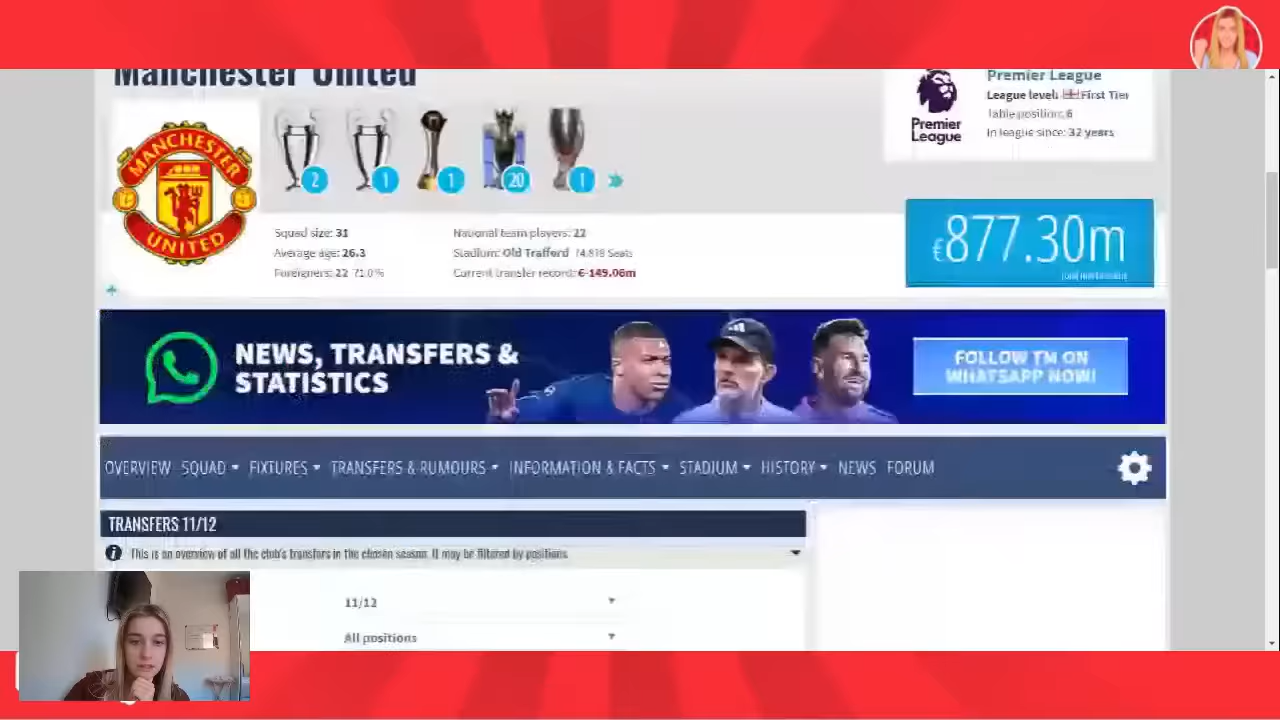 Manchester United
MANCHESTER
UNITED
2
1
1
20
1
Squad size: 31
Average age: 26.3
Foreigners: 22 71.0%
National team players: 22
Stadium: Old Trafford 74.879 Seats
Current transfer record: €-149.06m
Premier
League
Premier League
League level: First Tier
Table position: 6
In league since: 32 years
€877.30m
NEWS, TRANSFERS &
STATISTICS
FOLLOW TM ON
WHATSAPP NOW!
OVERVIEW SQUAD FIXTURES TRANSFERS & RUMOURS INFORMATION & FACTS STADIUM HISTORY NEWS FORUM
TRANSFERS 11/12
This is an overview of all the club's transfers in the chosen season. It may be filtered by positions.
11/12
All positions